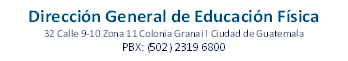 Dirección General de Educación Física
32 Calle 9-10 Zona 11 Colonia Granai I Ciudad de Guatemala
PBX: (502) 2319 6800